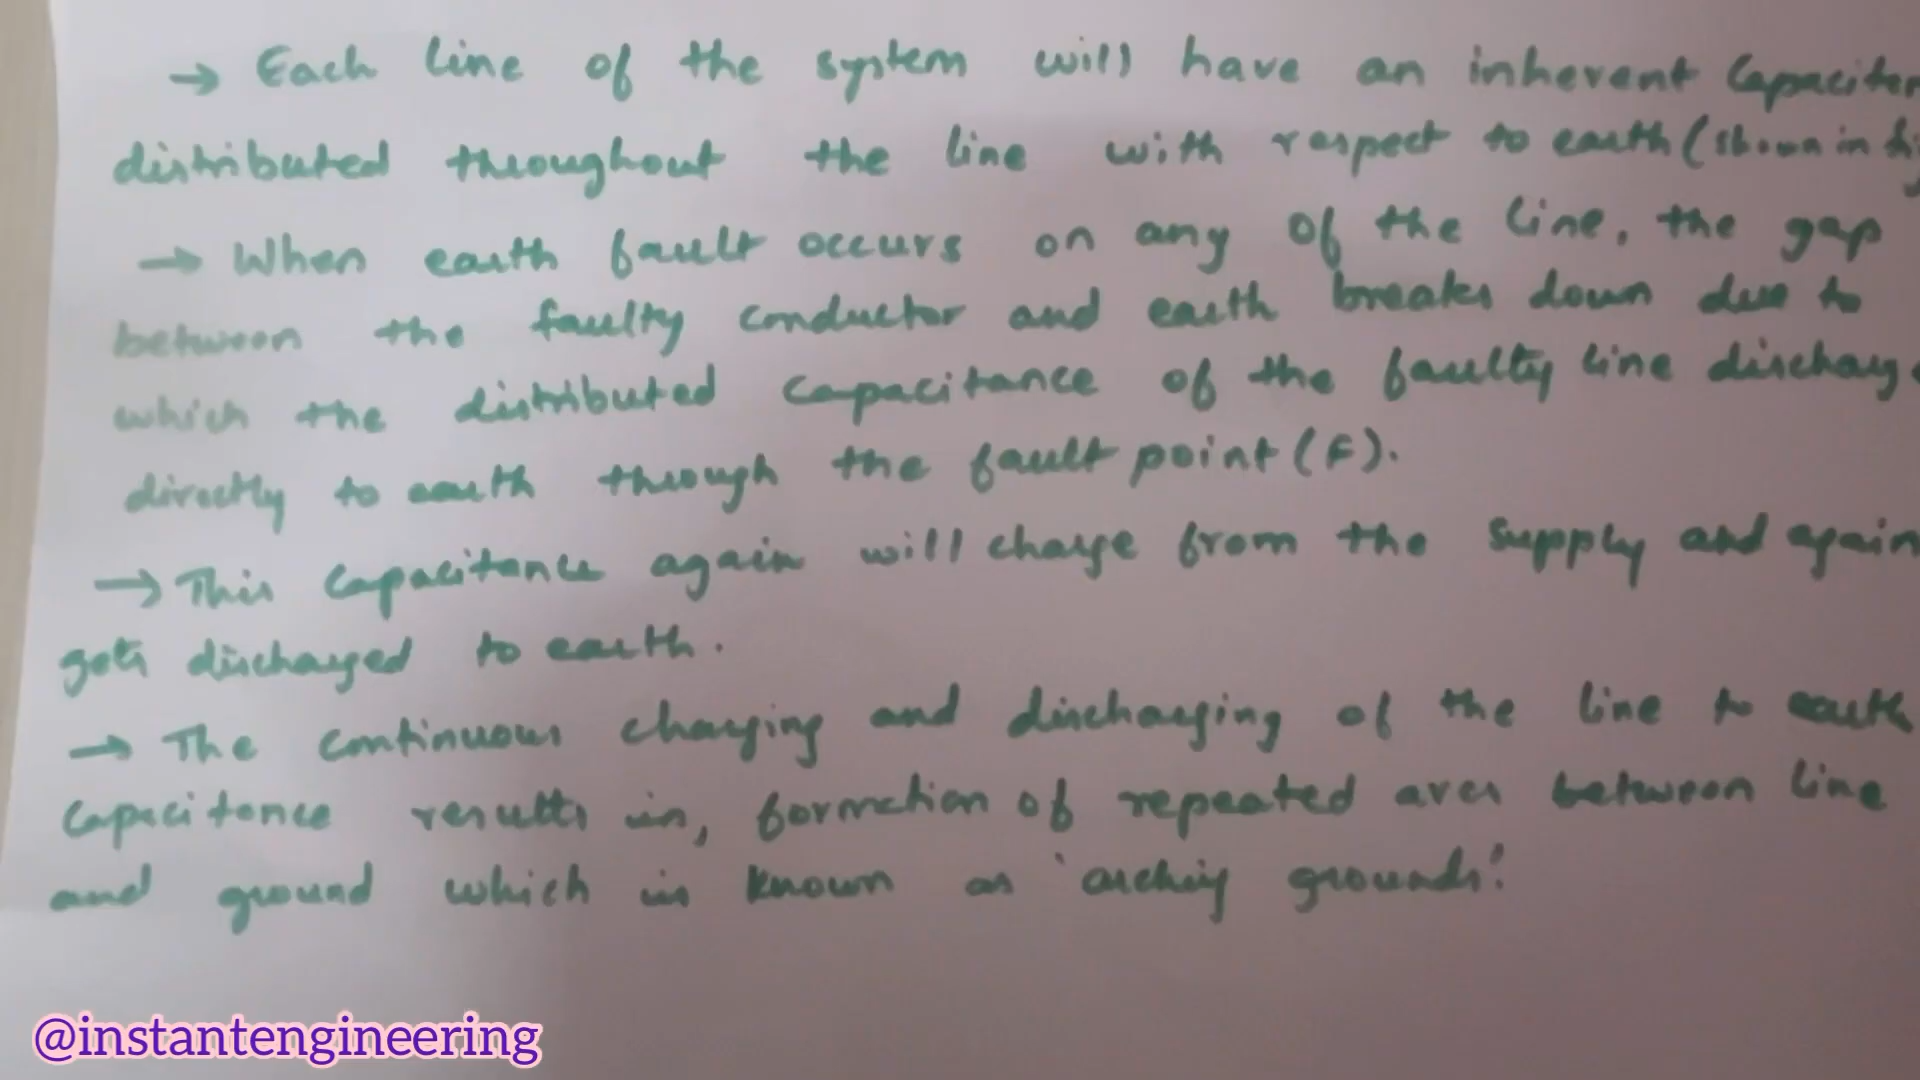 → Each line of the system will have an inherent Capaciten
distributed throughout the line with respect to earth (shown in fig
→ When earth fault occurs on any of the line, the gap
between the faulty conductor and earth breaks down due to
which the distributed capacitance of the faulty line discharge
directly to earth through the fault point (F).
→ This Capacitance again will charge from the supply and again
gets discharged to earth.
→ The continuous charging and discharging of the line to earth
capacitance results in, formation of repeated arcs between line
and ground which is known as 'arching grounds'.
@instantengineering